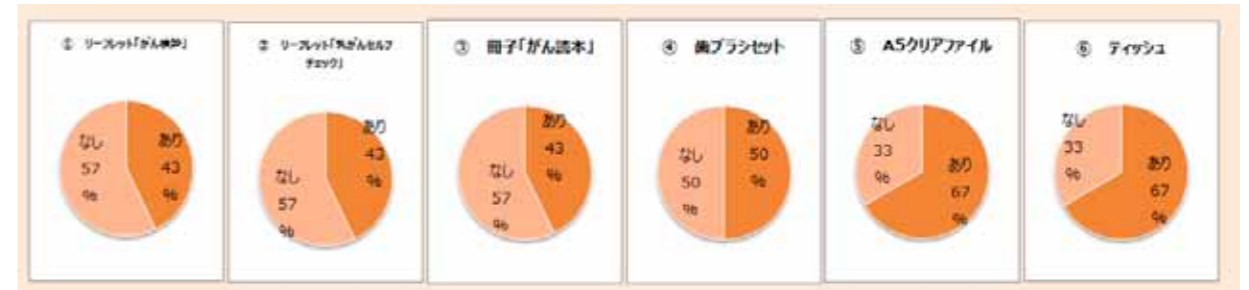 ① リーフレット「がん検診」
なし
57
%
あり
43
%
② リーフレット「乳がんセルフ
チェック」
なし
57
%
あり
43
%
③ 冊子「がん読本」
なし
57
%
あり
43
%
④ 歯ブラシセット
なし
50
%
あり
50
%
⑤ A5クリアファイル
なし
33
%
あり
67
%
⑥ ティッシュ
なし
33
%
あり
67
%